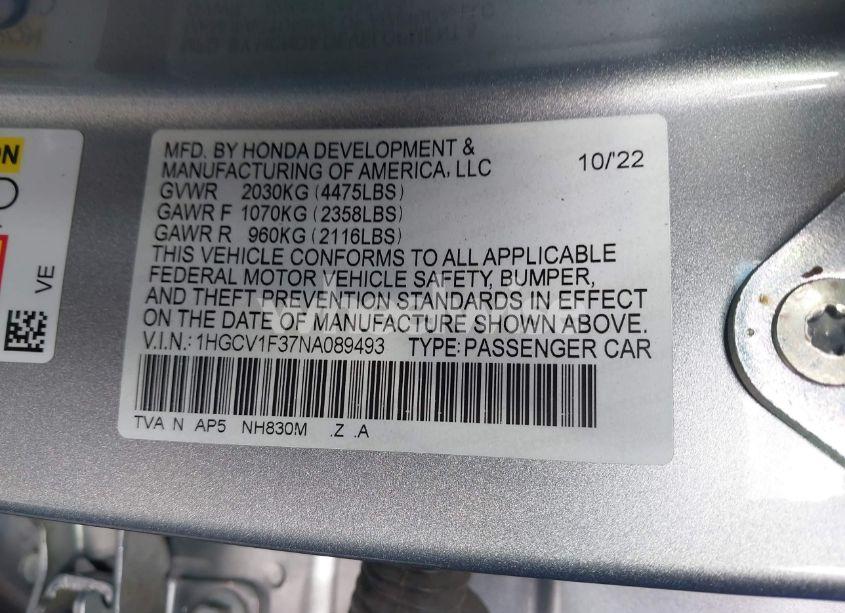 MFD. BY HONDA DEVELOPMENT &
MANUFACTURING OF AMERICA, LLC 10/'22
GVWR 2030KG (4475LBS)
GAWR F 1070KG (2358LBS)
GAWR R 960KG (2116LBS)
THIS VEHICLE CONFORMS TO ALL APPLICABLE
FEDERAL MOTOR VEHICLE SAFETY, BUMPER,
AND THEFT PREVENTION STANDARDS IN EFFECT
ON THE DATE OF MANUFACTURE SHOWN ABOVE.
V.I.N.: 1HGCV1F37NA089493 TYPE: PASSENGER CAR
TVA N AP5 NH830M .Z .A
ON
VE